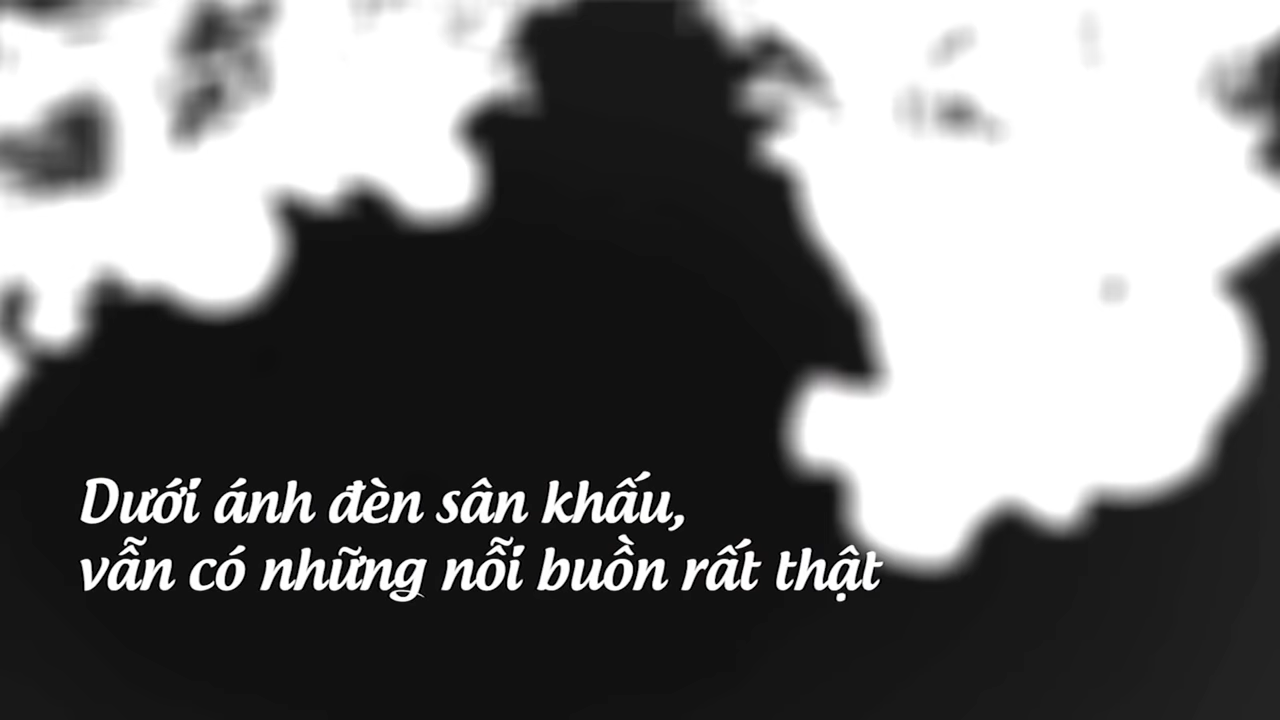 Dưới ánh đèn sân khấu,
vẫn có những nỗi buồn rất thật